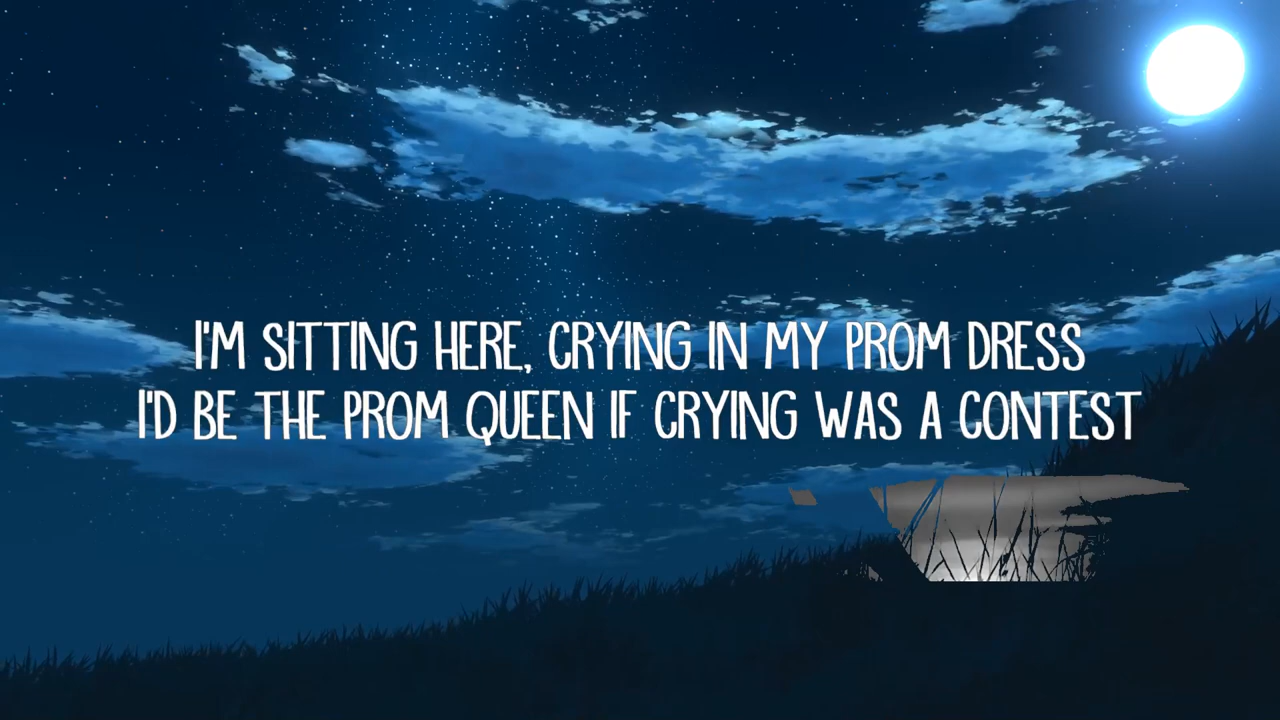 I'M SITTING HERE, CRYING IN MY PROM DRESS
I'D BE THE PROM QUEEN IF CRYING WAS A CONTEST